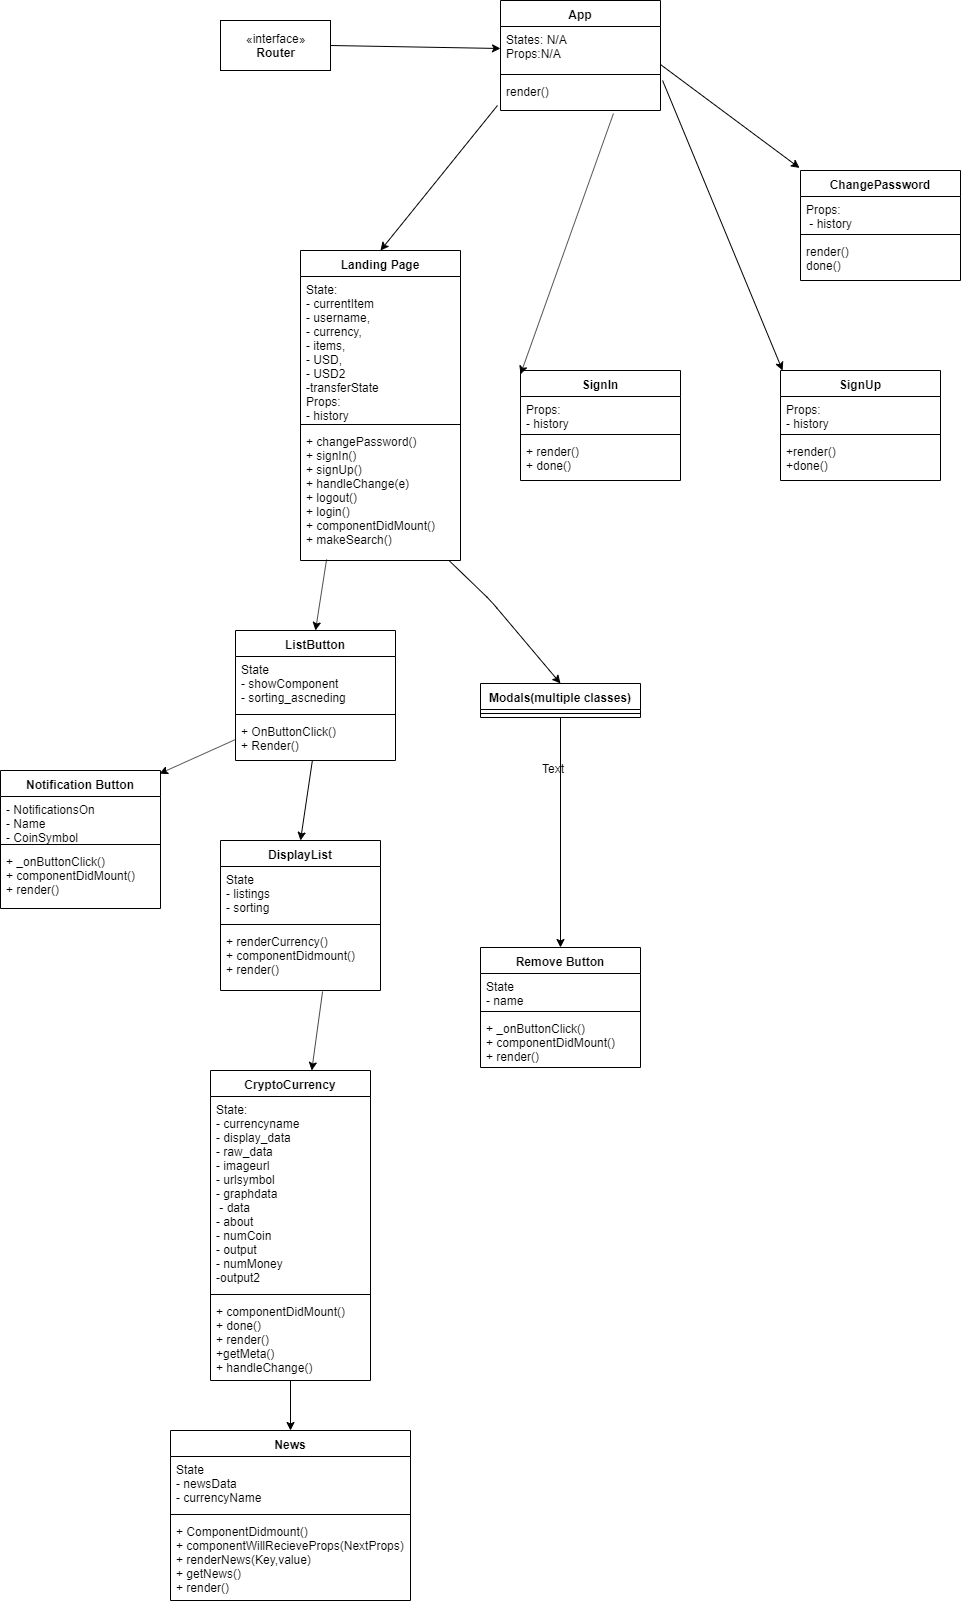 «interface»
Router
App
States: N/A
Props:N/A
render()
ChangePassword
Props:
- history
render()
done()
Landing Page
State:
- currentItem
- username,
- currency,
- items,
- USD,
- USD2
-transferState
Props:
- history
+ changePassword()
+ signIn()
+ signUp()
+ handleChange(e)
+ logout()
+ login()
+ componentDidMount()
+ makeSearch()
SignIn
Props:
- history
+ render()
+ done()
SignUp
Props:
- history
+render()
+done()
ListButton
State
- showComponent
- sorting_ascneding
+ OnButtonClick()
+ Render()
Modals(multiple classes)
Text
Notification Button
- NotificationsOn
- Name
- CoinSymbol
+ _onButtonClick()
+ componentDidMount()
+ render()
DisplayList
State
- listings
- sorting
+ renderCurrency()
+ componentDidmount()
+ render()
Remove Button
State
- name
+ _onButtonClick()
+ componentDidMount()
+ render()
CryptoCurrency
State:
- currencyname
- display_data
- raw_data
- imageurl
- urlsymbol
- graphdata
- data
- about
- numCoin
- output
- numMoney
-output2
+ componentDidMount()
+ done()
+ render()
+getMeta()
+ handleChange()
News
State
- newsData
- currencyName
+ ComponentDidmount()
+ componentWillRecieveProps(NextProps)
+ renderNews(Key,value)
+ getNews()
+ render()